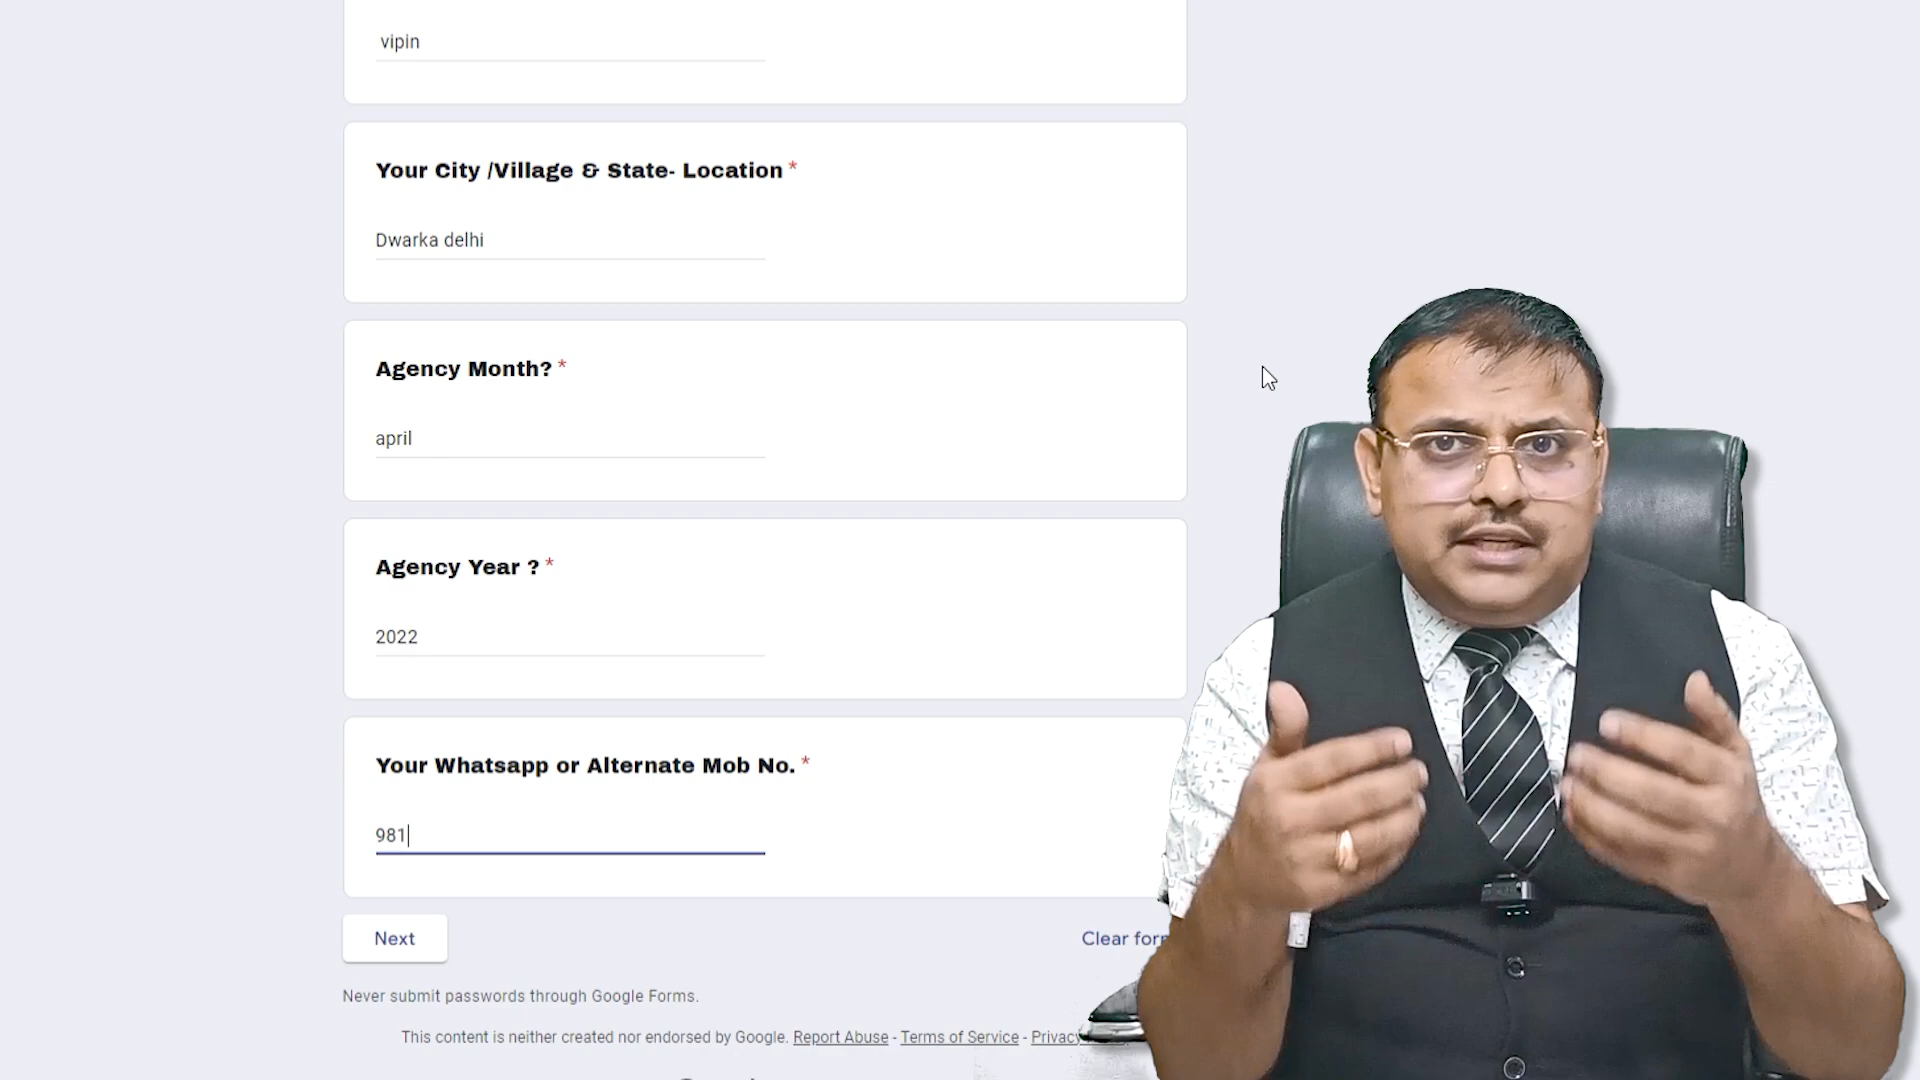 vipin
Your City /Village & State- Location *
Dwarka delhi
Agency Month? *
april
Agency Year ? *
2022
Your Whatsapp or Alternate Mob No. *
981
Next
Clear for
Never submit passwords through Google Forms.
This content is neither created nor endorsed by Google. Report Abuse - Terms of Service - Privacy